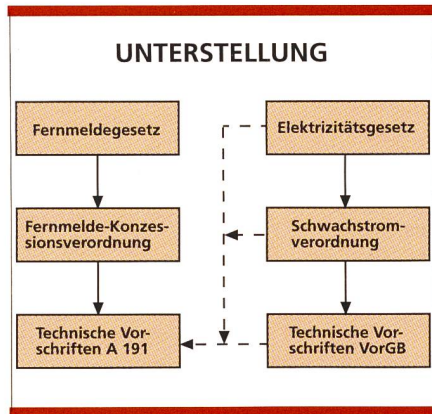 UNTERSTELLUNG
Fernmeldegesetz
Elektrizitätsgesetz
Fernmelde-Konzes-
sionsverordnung
Schwachstrom-
verordnung
Technische Vor-
schriften A 191
Technische Vor-
schriften VorGB